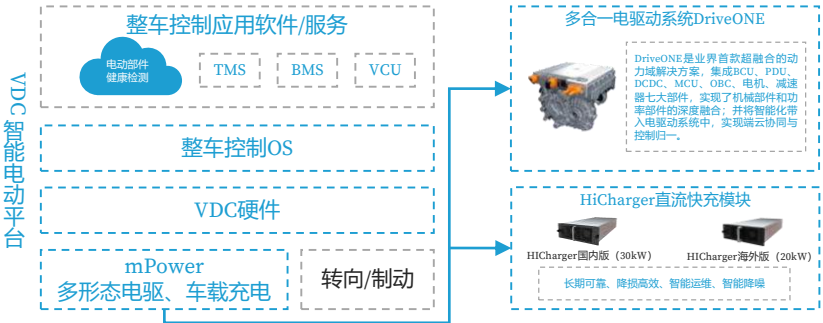 VDC智能电动平台
整车控制应用软件/服务
电动部件
健康检测
TMS
BMS
VCU
整车控制OS
VDC硬件
mPower
多形态电驱、车载充电
转向/制动
多合一电驱动系统DriveONE
DriveONE是业界首款超融合的动
力域解决方案，集成BCU、PDU、
DCDC、MCU、OBC、电机、减速
器七大部件，实现了机械部件和功
率部件的深度融合；并将智能化带
入电驱动系统中，实现端云协同与
控制归一。
HiCharger直流快充模块
HICharger国内版（30kW）
HICharger海外版（20kW）
长期可靠、降损高效、智能运维、智能降噪